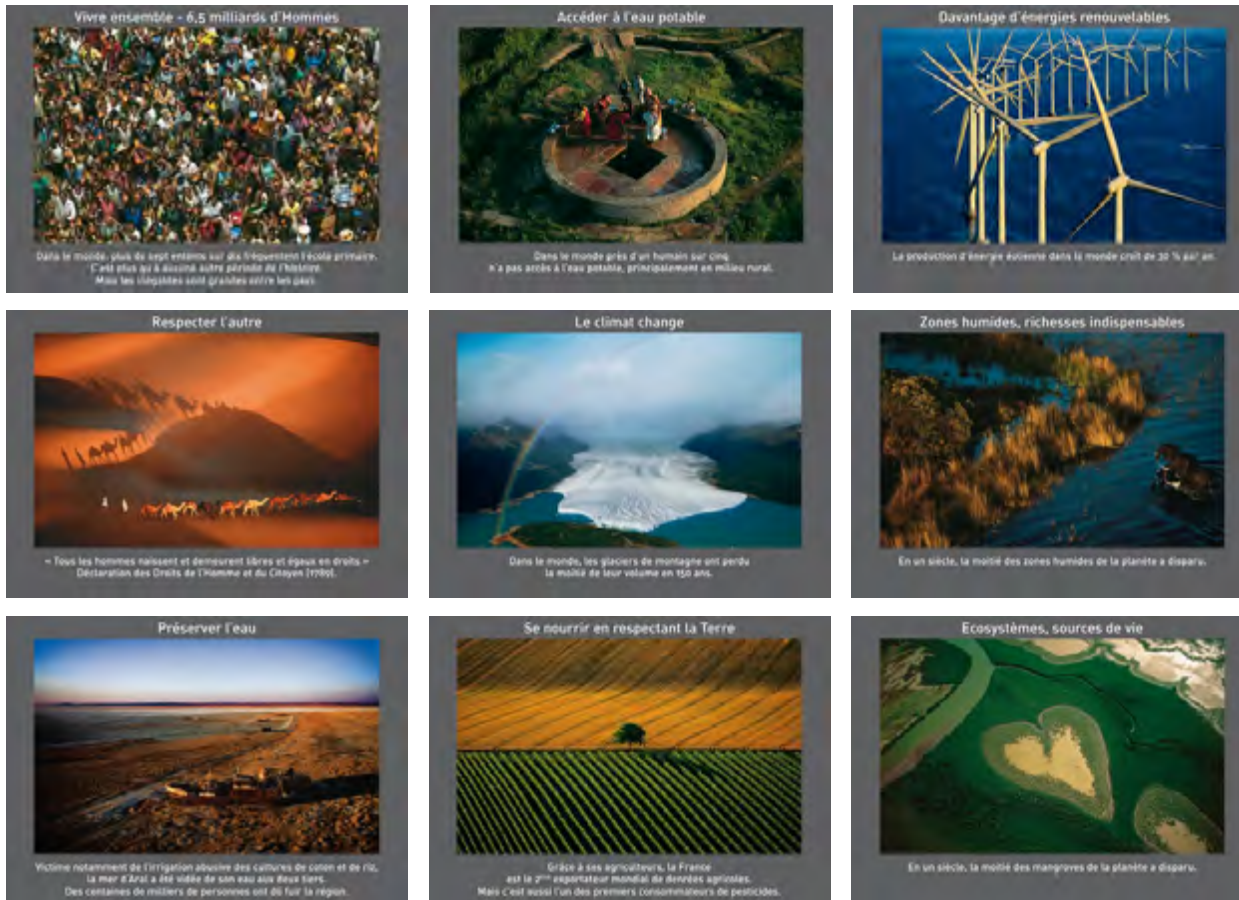 Vivre ensemble - 6,5 milliards d'Hommes
Dans le monde, plus de sept enfants sur dix fréquentent l'école primaire.
C'est plus qu'à aucune autre période de l'histoire.
Mais les inégalités sont grandes entre les pays.
Accéder à l'eau potable
Dans le monde près d'un humain sur cinq
n'a pas accès à l'eau potable, principalement en milieu rural.
Davantage d'énergies renouvelables
La production d'énergie éolienne dans le monde croît de 30 % par an.
Respecter l'autre
« Tous les hommes naissent et demeurent libres et égaux en droits »
Déclaration des Droits de l'Homme et du Citoyen (1789).
Le climat change
Dans le monde, les glaciers de montagne ont perdu
la moitié de leur volume en 150 ans.
Zones humides, richesses indispensables
En un siècle, la moitié des zones humides de la planète a disparu.
Préserver l'eau
Victime notamment de l'irrigation abusive des cultures de coton et de riz,
la mer d'Aral a été vidée de son eau aux deux tiers.
Des centaines de milliers de personnes ont dû fuir la région.
Se nourrir en respectant la Terre
Grâce à ses agriculteurs, la France
est le 2ème exportateur mondial de denrées agricoles.
Mais c'est aussi l'un des premiers consommateurs de pesticides.
Ecosystèmes, sources de vie
En un siècle, la moitié des mangroves de la planète a disparu.